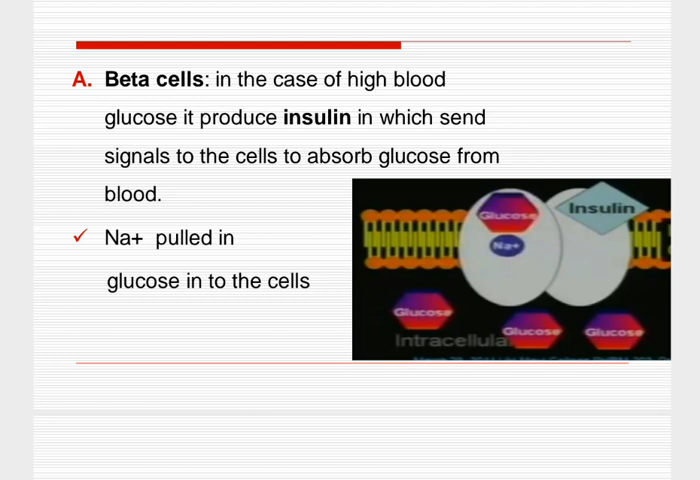 A. Beta cells: in the case of high blood
glucose it produce insulin in which send
signals to the cells to absorb glucose from
blood.
✓ Na+ pulled in
glucose in to the cells
Glucose
Insulin
Na+
Glucose
Glucose
Glucose
Intracellular